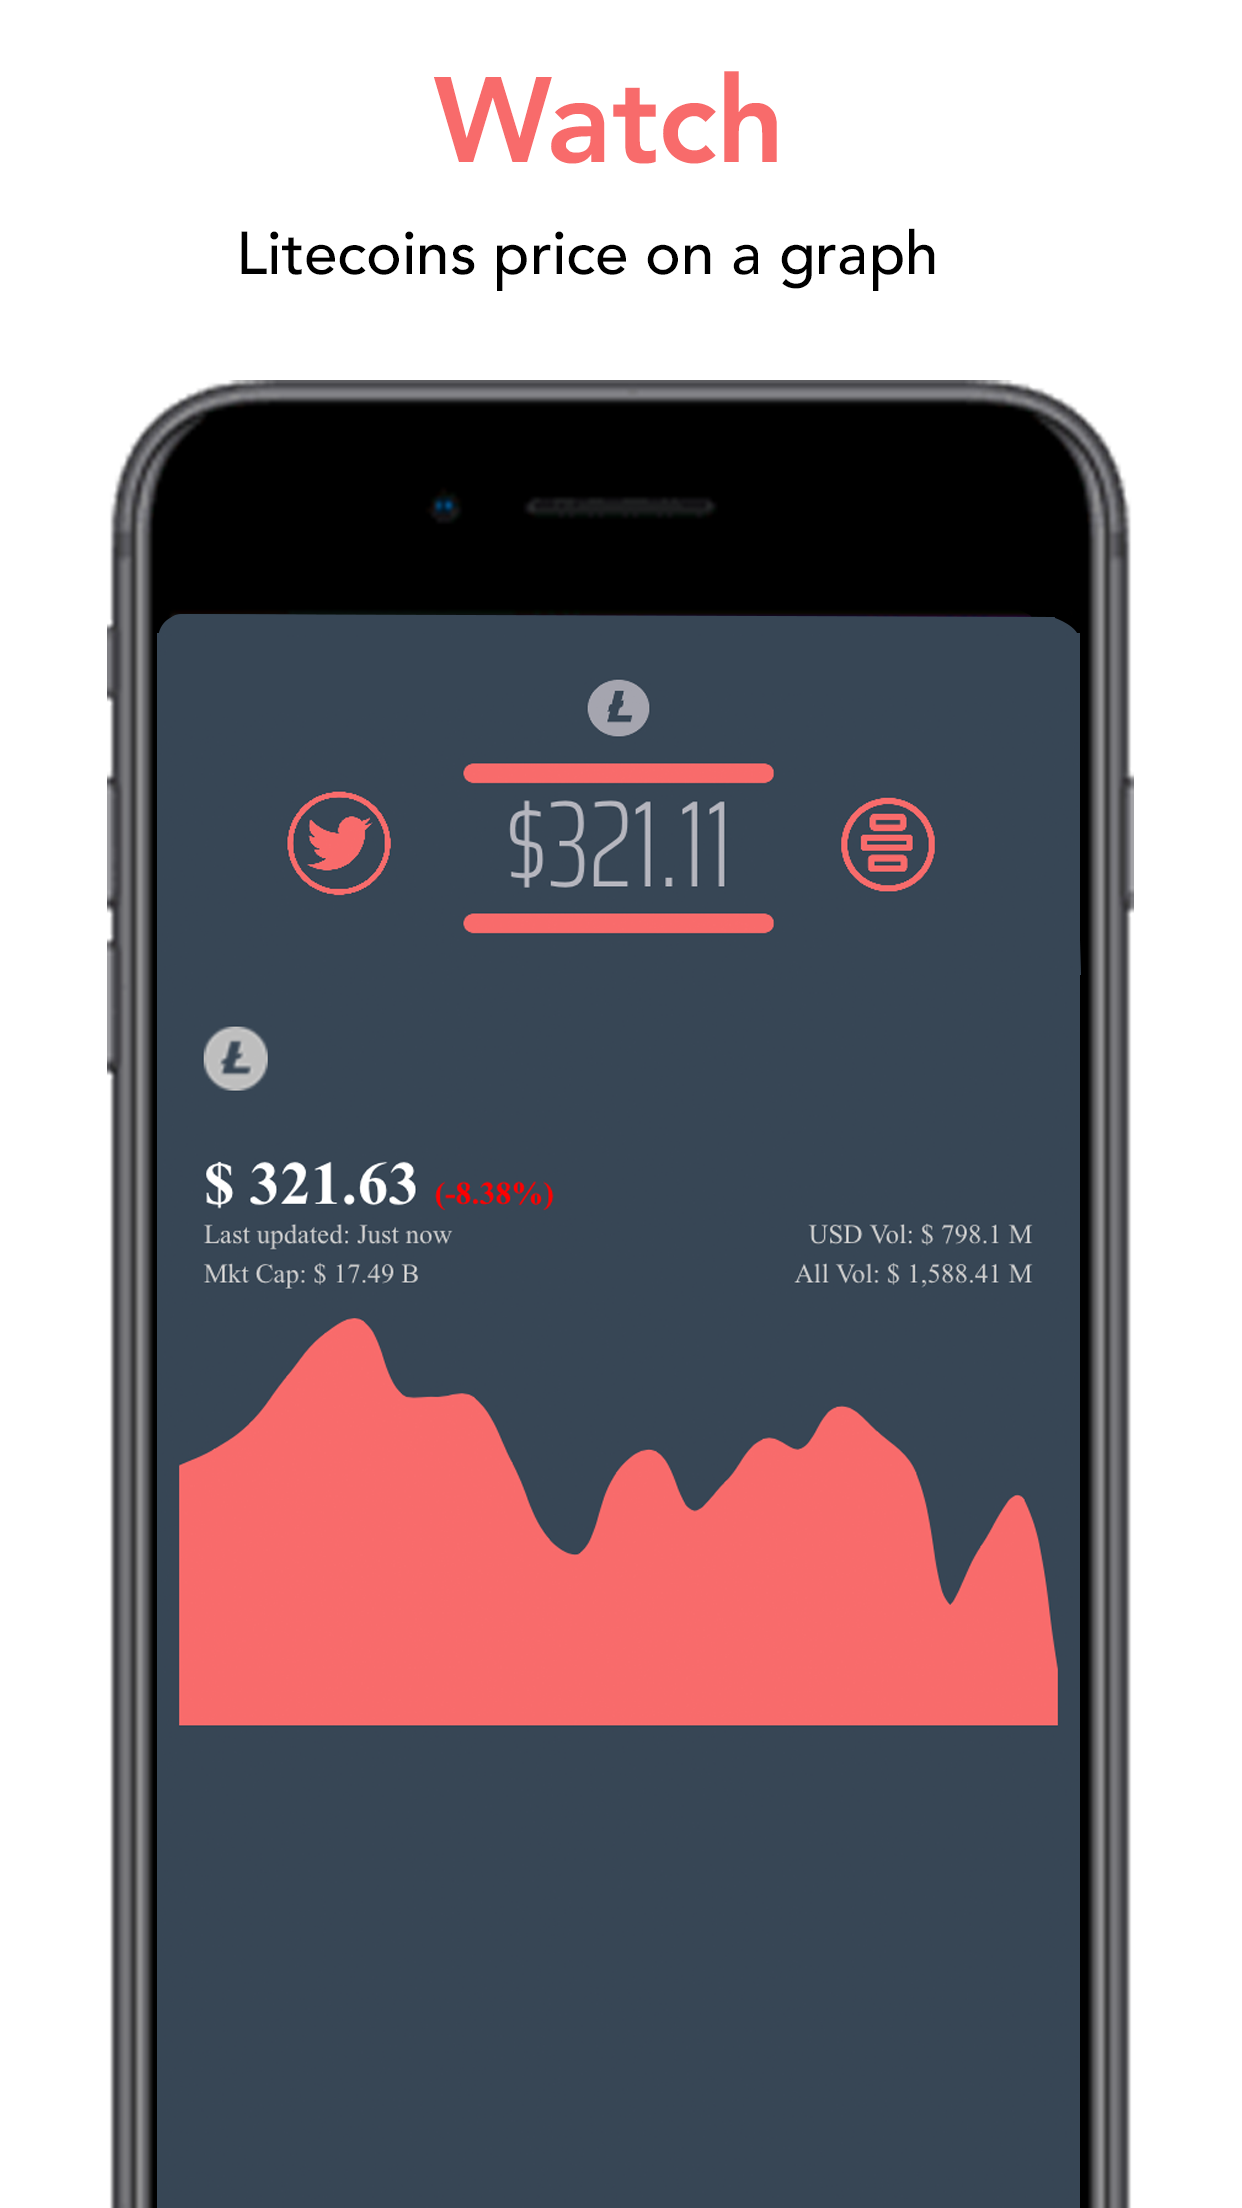 Watch
Litecoins price on a graph
$321.11
$ 321.63 (-8.38%)
Last updated: Just now
USD Vol: $ 798.1 M
Mkt Cap: $ 17.49 B
All Vol: $ 1,588.41 M